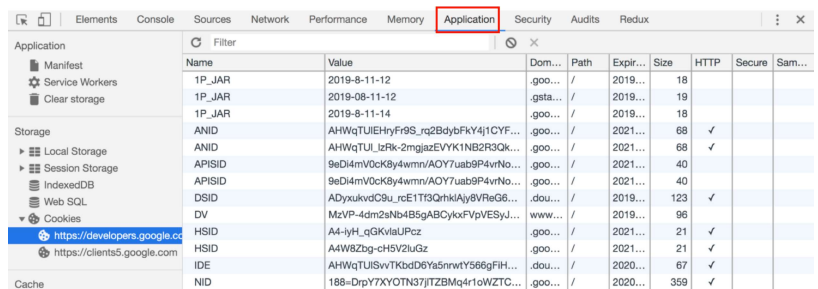 Elements Console Sources Network Performance Memory Application Security Audits Redux
Application
Manifest
Service Workers
Clear storage
Storage
Local Storage
Session Storage
IndexedDB
Web SQL
Cookies
https://developers.google.co
https://clients5.google.com
Cache
Filter
Name Value Dom... Path Expir... Size HTTP Secure Sam...
1P_JAR 2019-8-11-12 .goo... / 2019... 18
1P_JAR 2019-08-11-12 .gsta... / 2019... 19
1P_JAR 2019-8-11-14 .goo... / 2019... 18
ANID AHWqTUlEHryFr9S_rq2BdybFkY4j1CYF... .goo... / 2021... 68 ✓
ANID AHWqTUl_lzRk-2mgjazEVYK1NB2R3Qk... .goo... / 2021... 68 ✓
APISID 9eDi4mV0cK8y4wmn/AOY7uab9P4vrNo... .goo... / 2021... 40
APISID 9eDi4mV0cK8y4wmn/AOY7uab9P4vrNo... .goo... / 2021... 40
DSID ADyxukvdC9u_rcE1Tf3QrhklAjy8VReG6... .dou... / 2019... 123 ✓
DV MzVP-4dm2sNb4B5gABCykxFVpVESyJ... www... / 2019... 96
HSID A4-iyH_qGKvlaUPcz .goo... / 2021... 21 ✓
HSID A4W8Zbg-cH5V2luGz .goo... / 2021... 21 ✓
IDE AHWqTUlSvvTKbdD6Ya5nrwtY566gFiH... .dou... / 2020... 67 ✓
NID 188=DrpY7XYOTN37jlTZBMq4r1oWZTC... .goo... / 2020... 359 ✓